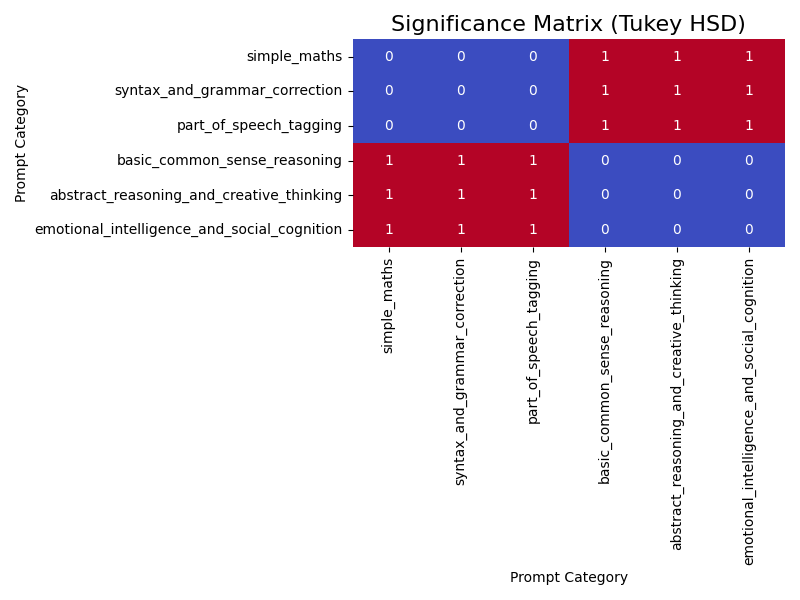 Significance Matrix (Tukey HSD)
Prompt Category
simple_maths 0 0 0 1 1 1
syntax_and_grammar_correction 0 0 0 1 1 1
part_of_speech_tagging 0 0 0 1 1 1
basic_common_sense_reasoning 1 1 1 0 0 0
abstract_reasoning_and_creative_thinking 1 1 1 0 0 0
emotional_intelligence_and_social_cognition 1 1 1 0 0 0
simple_maths
syntax_and_grammar_correction
part_of_speech_tagging
basic_common_sense_reasoning
abstract_reasoning_and_creative_thinking
emotional_intelligence_and_social_cognition
Prompt Category